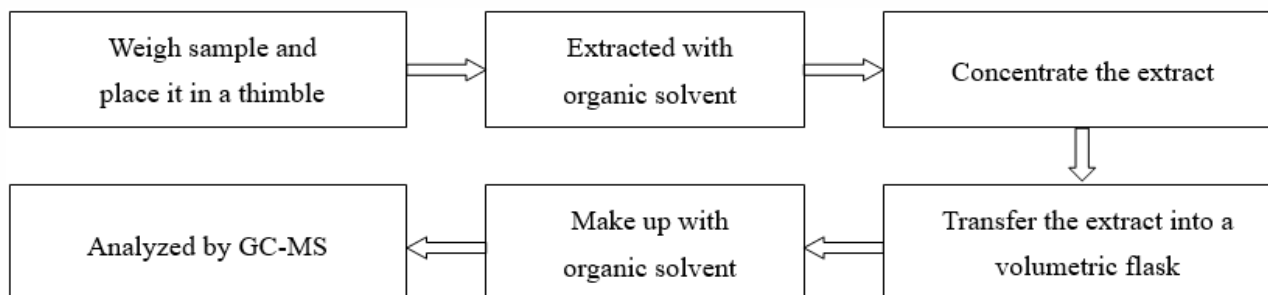 Weigh sample and
place it in a thimble
Extracted with
organic solvent
Concentrate the extract
Transfer the extract into a
volumetric flask
Make up with
organic solvent
Analyzed by GC-MS